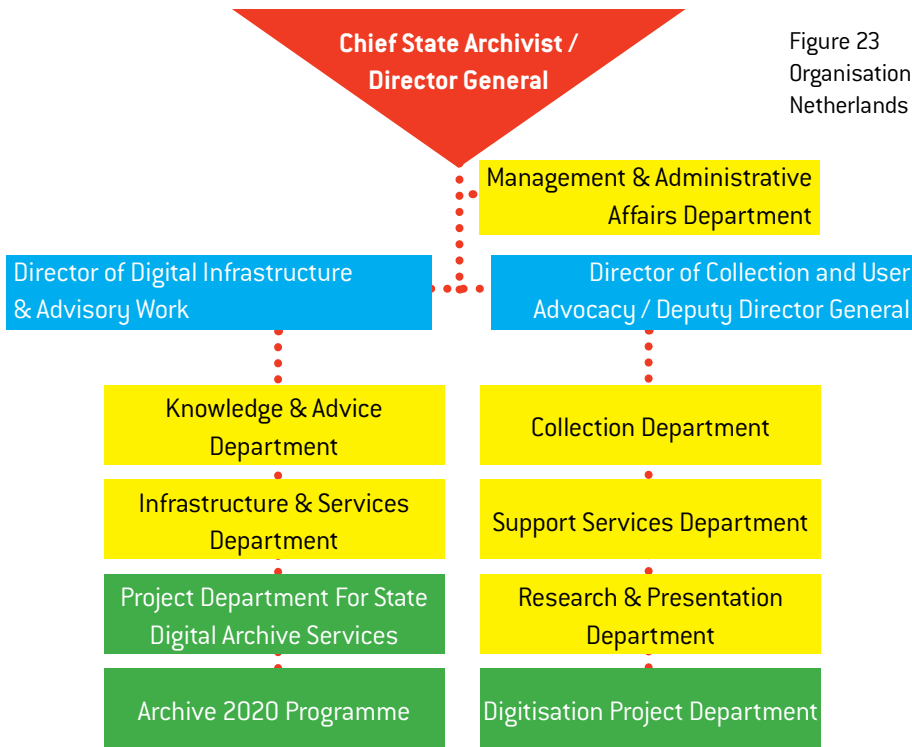 Chief State Archivist /
Director General
Figure 23
Organisation
Netherlands
Management & Administrative
Affairs Department
Director of Digital Infrastructure
& Advisory Work
Director of Collection and User
Advocacy / Deputy Director General
Knowledge & Advice
Department
Infrastructure & Services
Department
Project Department For State
Digital Archive Services
Archive 2020 Programme
Collection Department
Support Services Department
Research & Presentation
Department
Digitisation Project Department